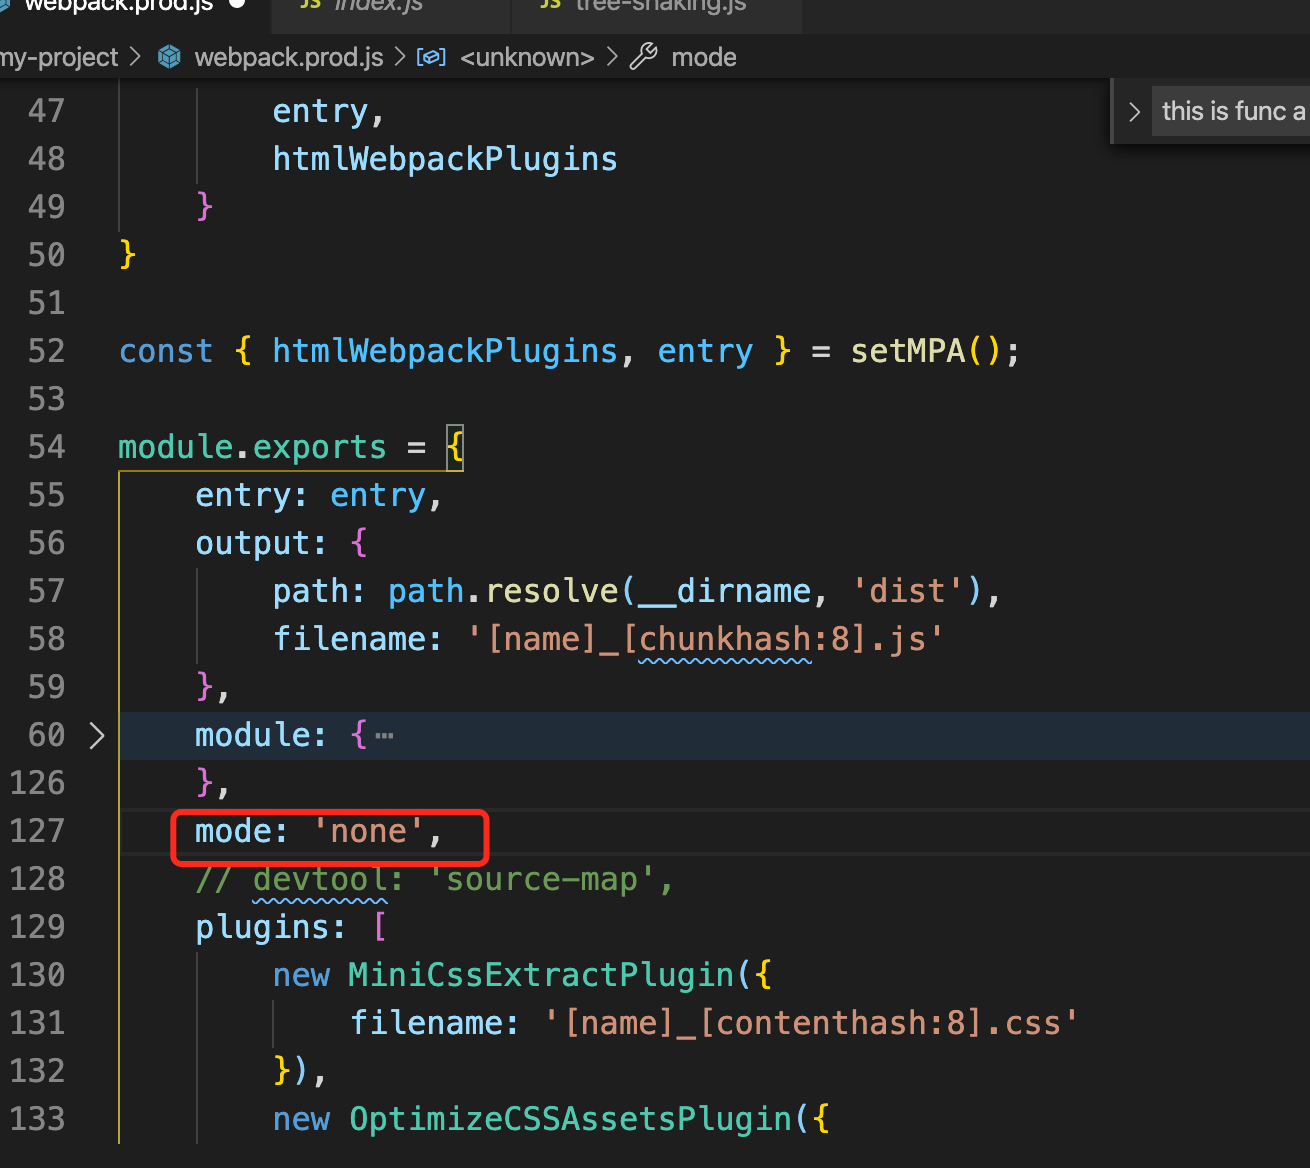 webpack.prod.js
JS index.js
JS tree-shaking.js
my-project > webpack.prod.js > <unknown> > mode
this is func a
47 entry,
48 htmlWebpackPlugins
49 }
50 }
51
52 const { htmlWebpackPlugins, entry } = setMPA();
53
54 module.exports = {
55 entry: entry,
56 output: {
57 path: path.resolve(__dirname, 'dist'),
58 filename: '[name]_[chunkhash:8].js'
59 },
60 module: {⋯
126 },
127 mode: 'none',
128 // devtool: 'source-map',
129 plugins: [
130 new MiniCssExtractPlugin({
131 filename: '[name]_[contenthash:8].css'
132 }),
133 new OptimizeCSSAssetsPlugin({